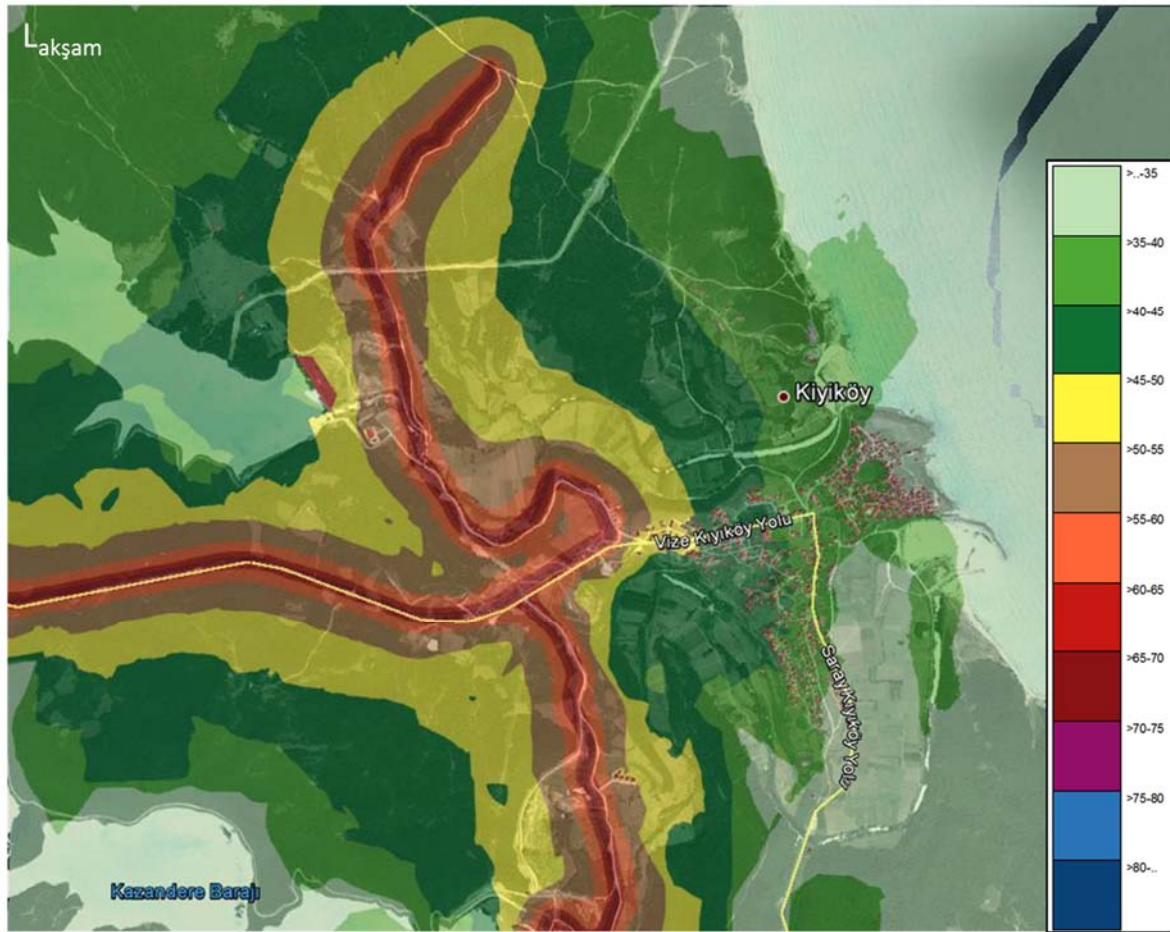 Lakşam
>..-35
>35-40
>40-45
>45-50
>50-55
>55-60
>60-65
>65-70
>70-75
>75-80
>80-..
Kiyiköy
Vize Kıyıköy Yolu
Saray Kıyıköy Yolu
Kazandere Barajı